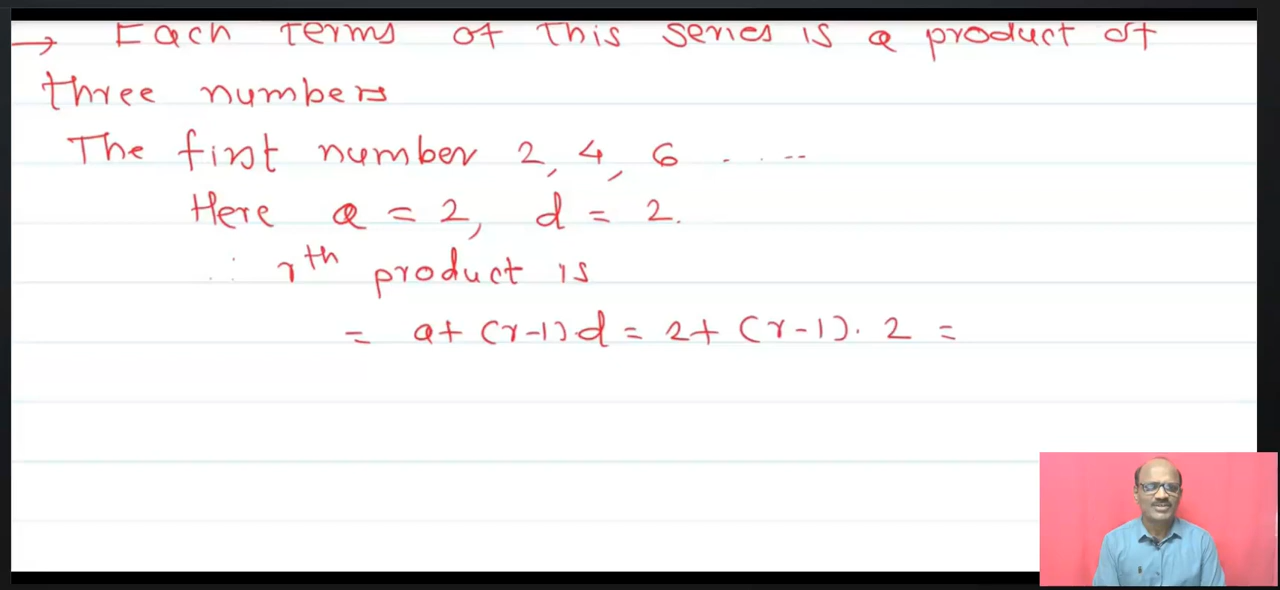 → Each terms of this series is a product of
three numbers
The first number 2, 4, 6 .....
Here a = 2, d = 2.
∴ rth product is
= a+ (r-1).d = 2+ (r-1). 2 =